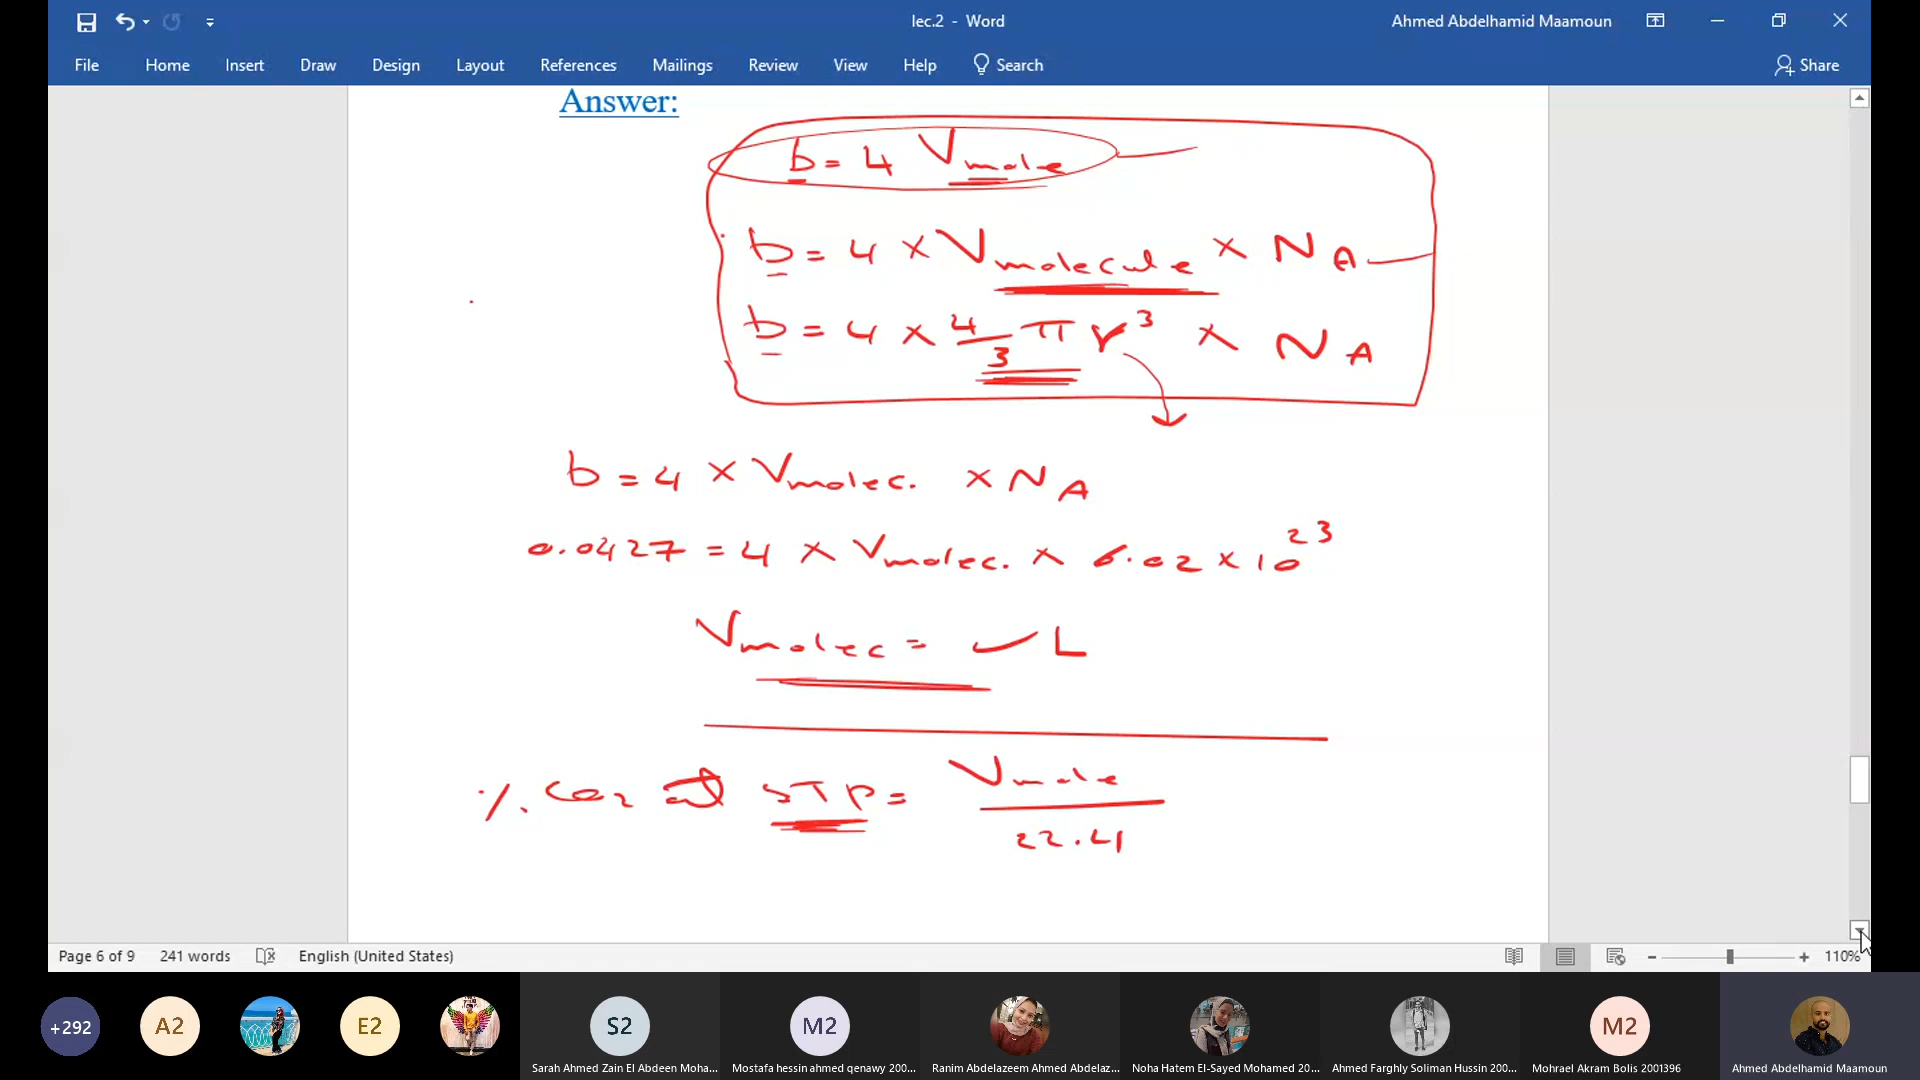 lec.2 - Word
Ahmed Abdelhamid Maamoun
File Home Insert Draw Design Layout References Mailings Review View Help Search Share
Answer:
b = 4 Vmole
b = 4 × Vmolecule × NA
b = 4 × 4/3 π r³ × NA
b = 4 × Vmolec. × NA
0.0427 = 4 × Vmolec. × 6.02 × 10²³
Vmolec = ✓ L
%. CO2 at STP = Vmole / 22.4
Page 6 of 9 241 words English (United States) 110%
+292 A2 E2 S2 M2 M2
Sarah Ahmed Zain El Abdeen Moha... Mostafa hessin ahmed qenawy 200... Ranim Abdelazeem Ahmed Abdelaz... Noha Hatem El-Sayed Mohamed 20... Ahmed Farghly Soliman Hussin 200... Mohrael Akram Bolis 2001396 Ahmed Abdelhamid Maamoun